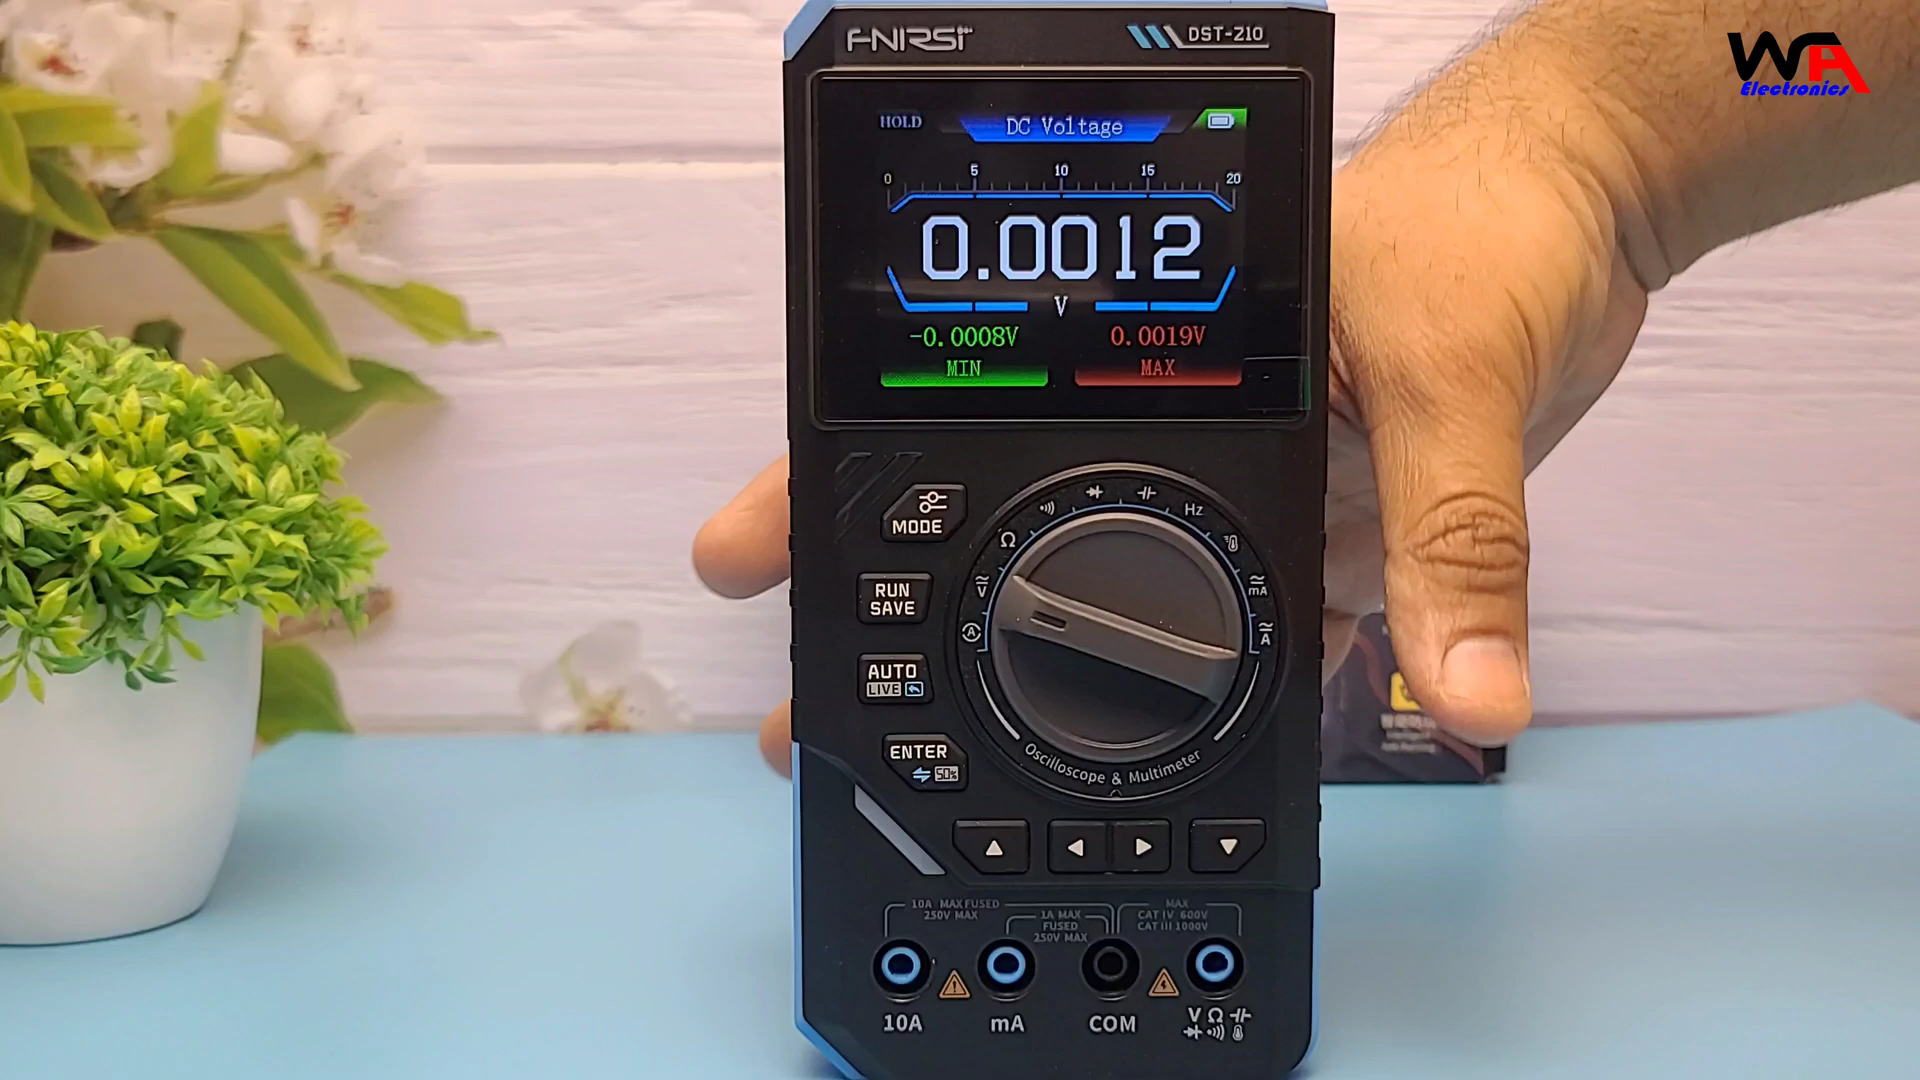 FNIRSI
DST-210
WA
Electronics
HOLD
DC Voltage
0 5 10 15 20
0.0012
V
-0.0008V 0.0019V
MIN MAX
MODE
Ω
Hz
V
mA
A
A
RUN
SAVE
AUTO
LIVE
ENTER
50%
Oscilloscope & Multimeter
10A MAX FUSED
250V MAX
1A MAX
FUSED
250V MAX
MAX
CAT IV 600V
CAT III 1000V
10A mA COM V Ω